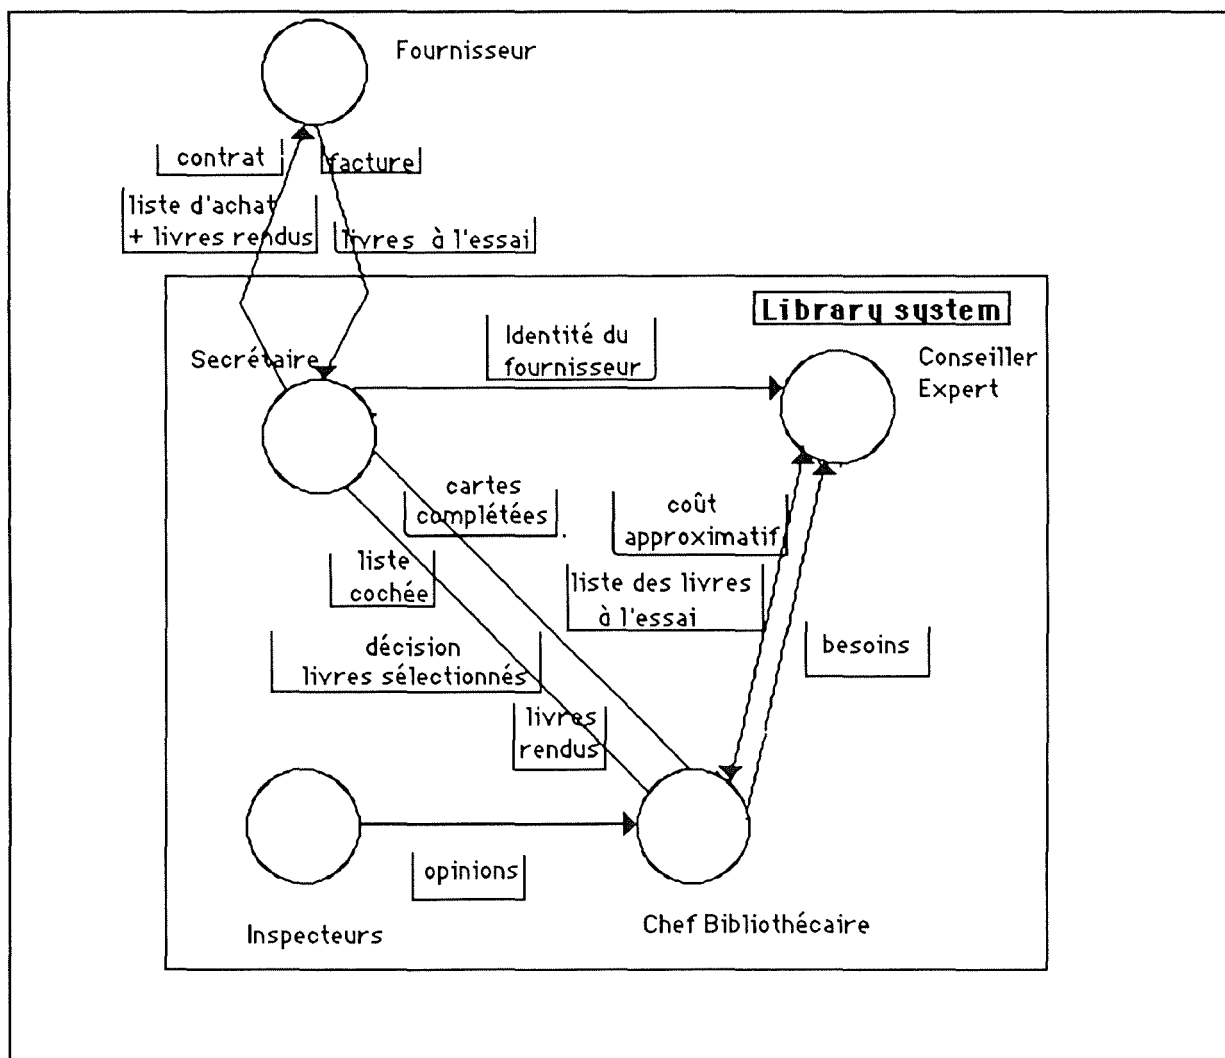 Fournisseur
contrat
facture
liste d'achat
+ livres rendus
livres à l'essai
Library system
Identité du
fournisseur
Secrétaire
Conseiller
Expert
cartes
complétées
coût
approximatif
liste
cochée
liste des livres
à l'essai
besoins
décision
livres sélectionnés
livres
rendus
opinions
Chef Bibliothécaire
Inspecteurs